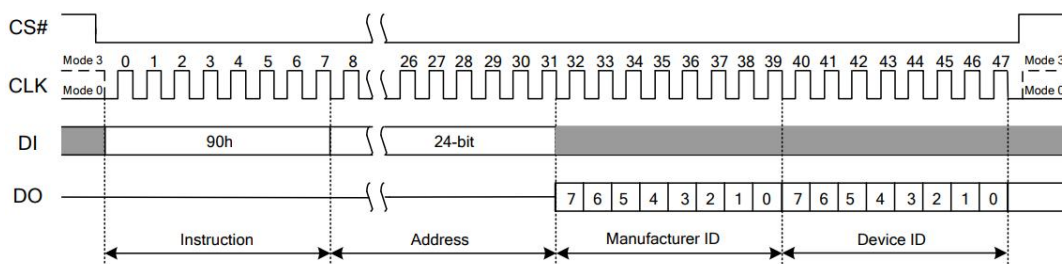 CS#
Mode 3 0 1 2 3 4 5 6 7 8 26 27 28 29 30 31 32 33 34 35 36 37 38 39 40 41 42 43 44 45 46 47 Mode 3
CLK
Mode 0 Mode 0
DI 90h 24-bit
DO 7 6 5 4 3 2 1 0 7 6 5 4 3 2 1 0
Instruction Address Manufacturer ID Device ID